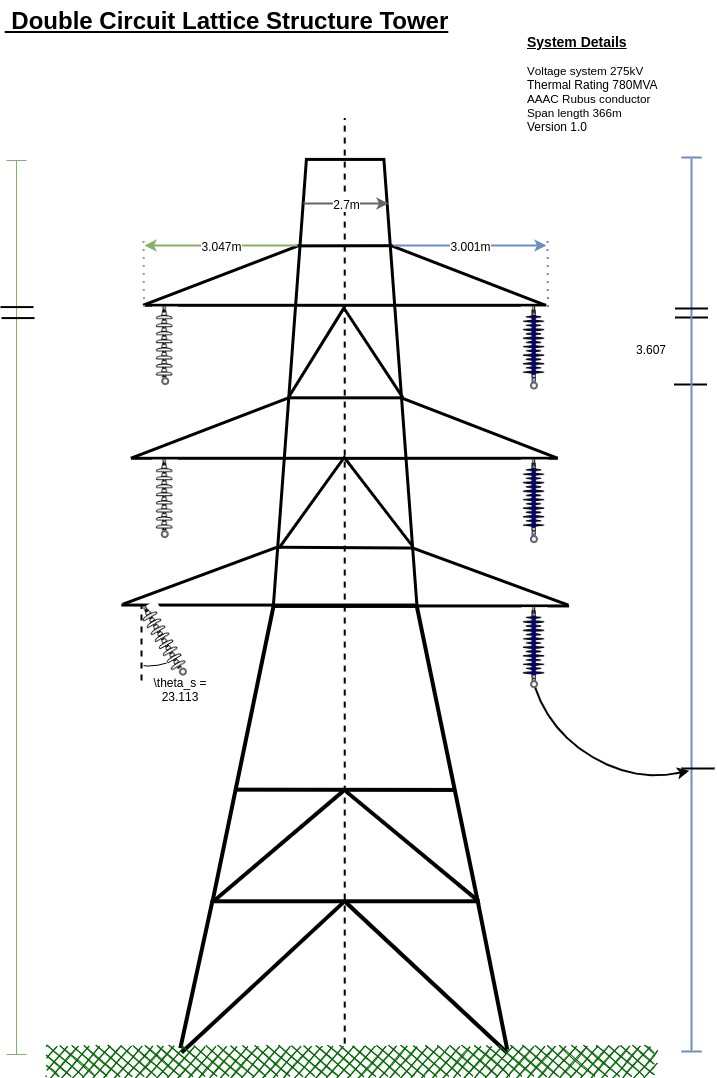 Double Circuit Lattice Structure Tower
System Details
Voltage system 275kV
Thermal Rating 780MVA
AAAC Rubus conductor
Span length 366m
Version 1.0
2.7m
3.047m
3.001m
3.607
\theta_s =
23.113